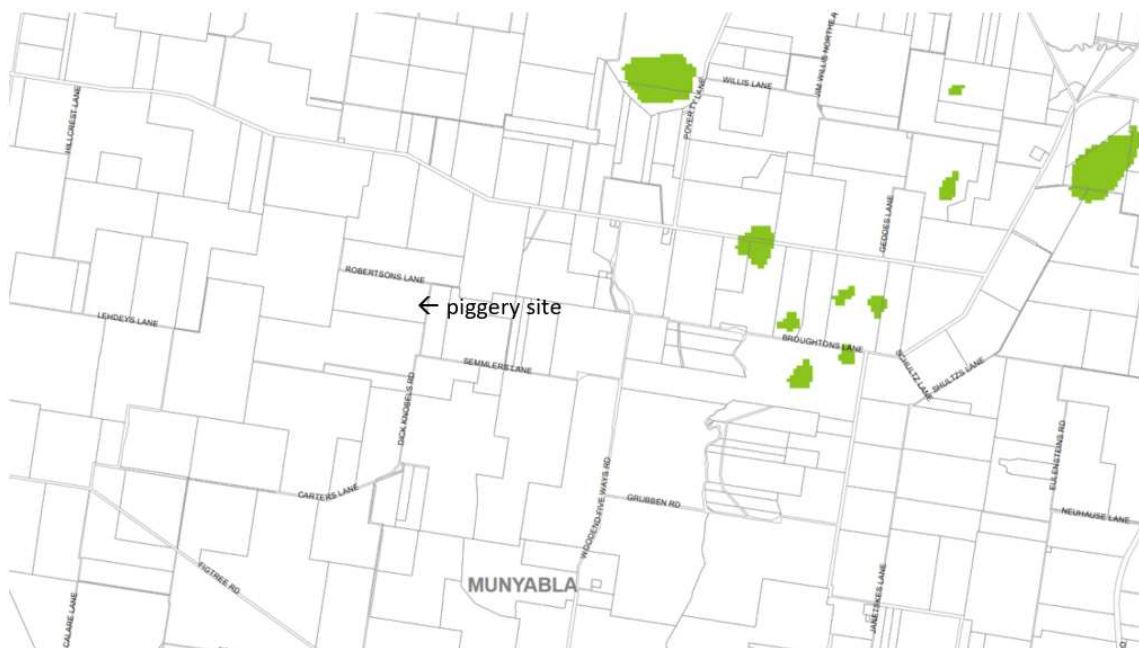 HILLCREST LANE
WILLIS LANE
JIM WILLIS NORTHEA
POVERTY LANE
GEDDES LANE
ROBERTSONS LANE
← piggery site
LEHDEYS LANE
BROUGHTONS LANE
SEMMLERS LANE
SCHULTZ LANE
SHULTZS LANE
DICK KNOBELS RD
EULENSTEINS RD
WOODEND FIVE WAYS RD
CARTERS LANE
GRUBBEN RD
NEUHAUSE LANE
FIGTREE RD
MUNYABLA
JANETSKES LANE
CALARE LANE